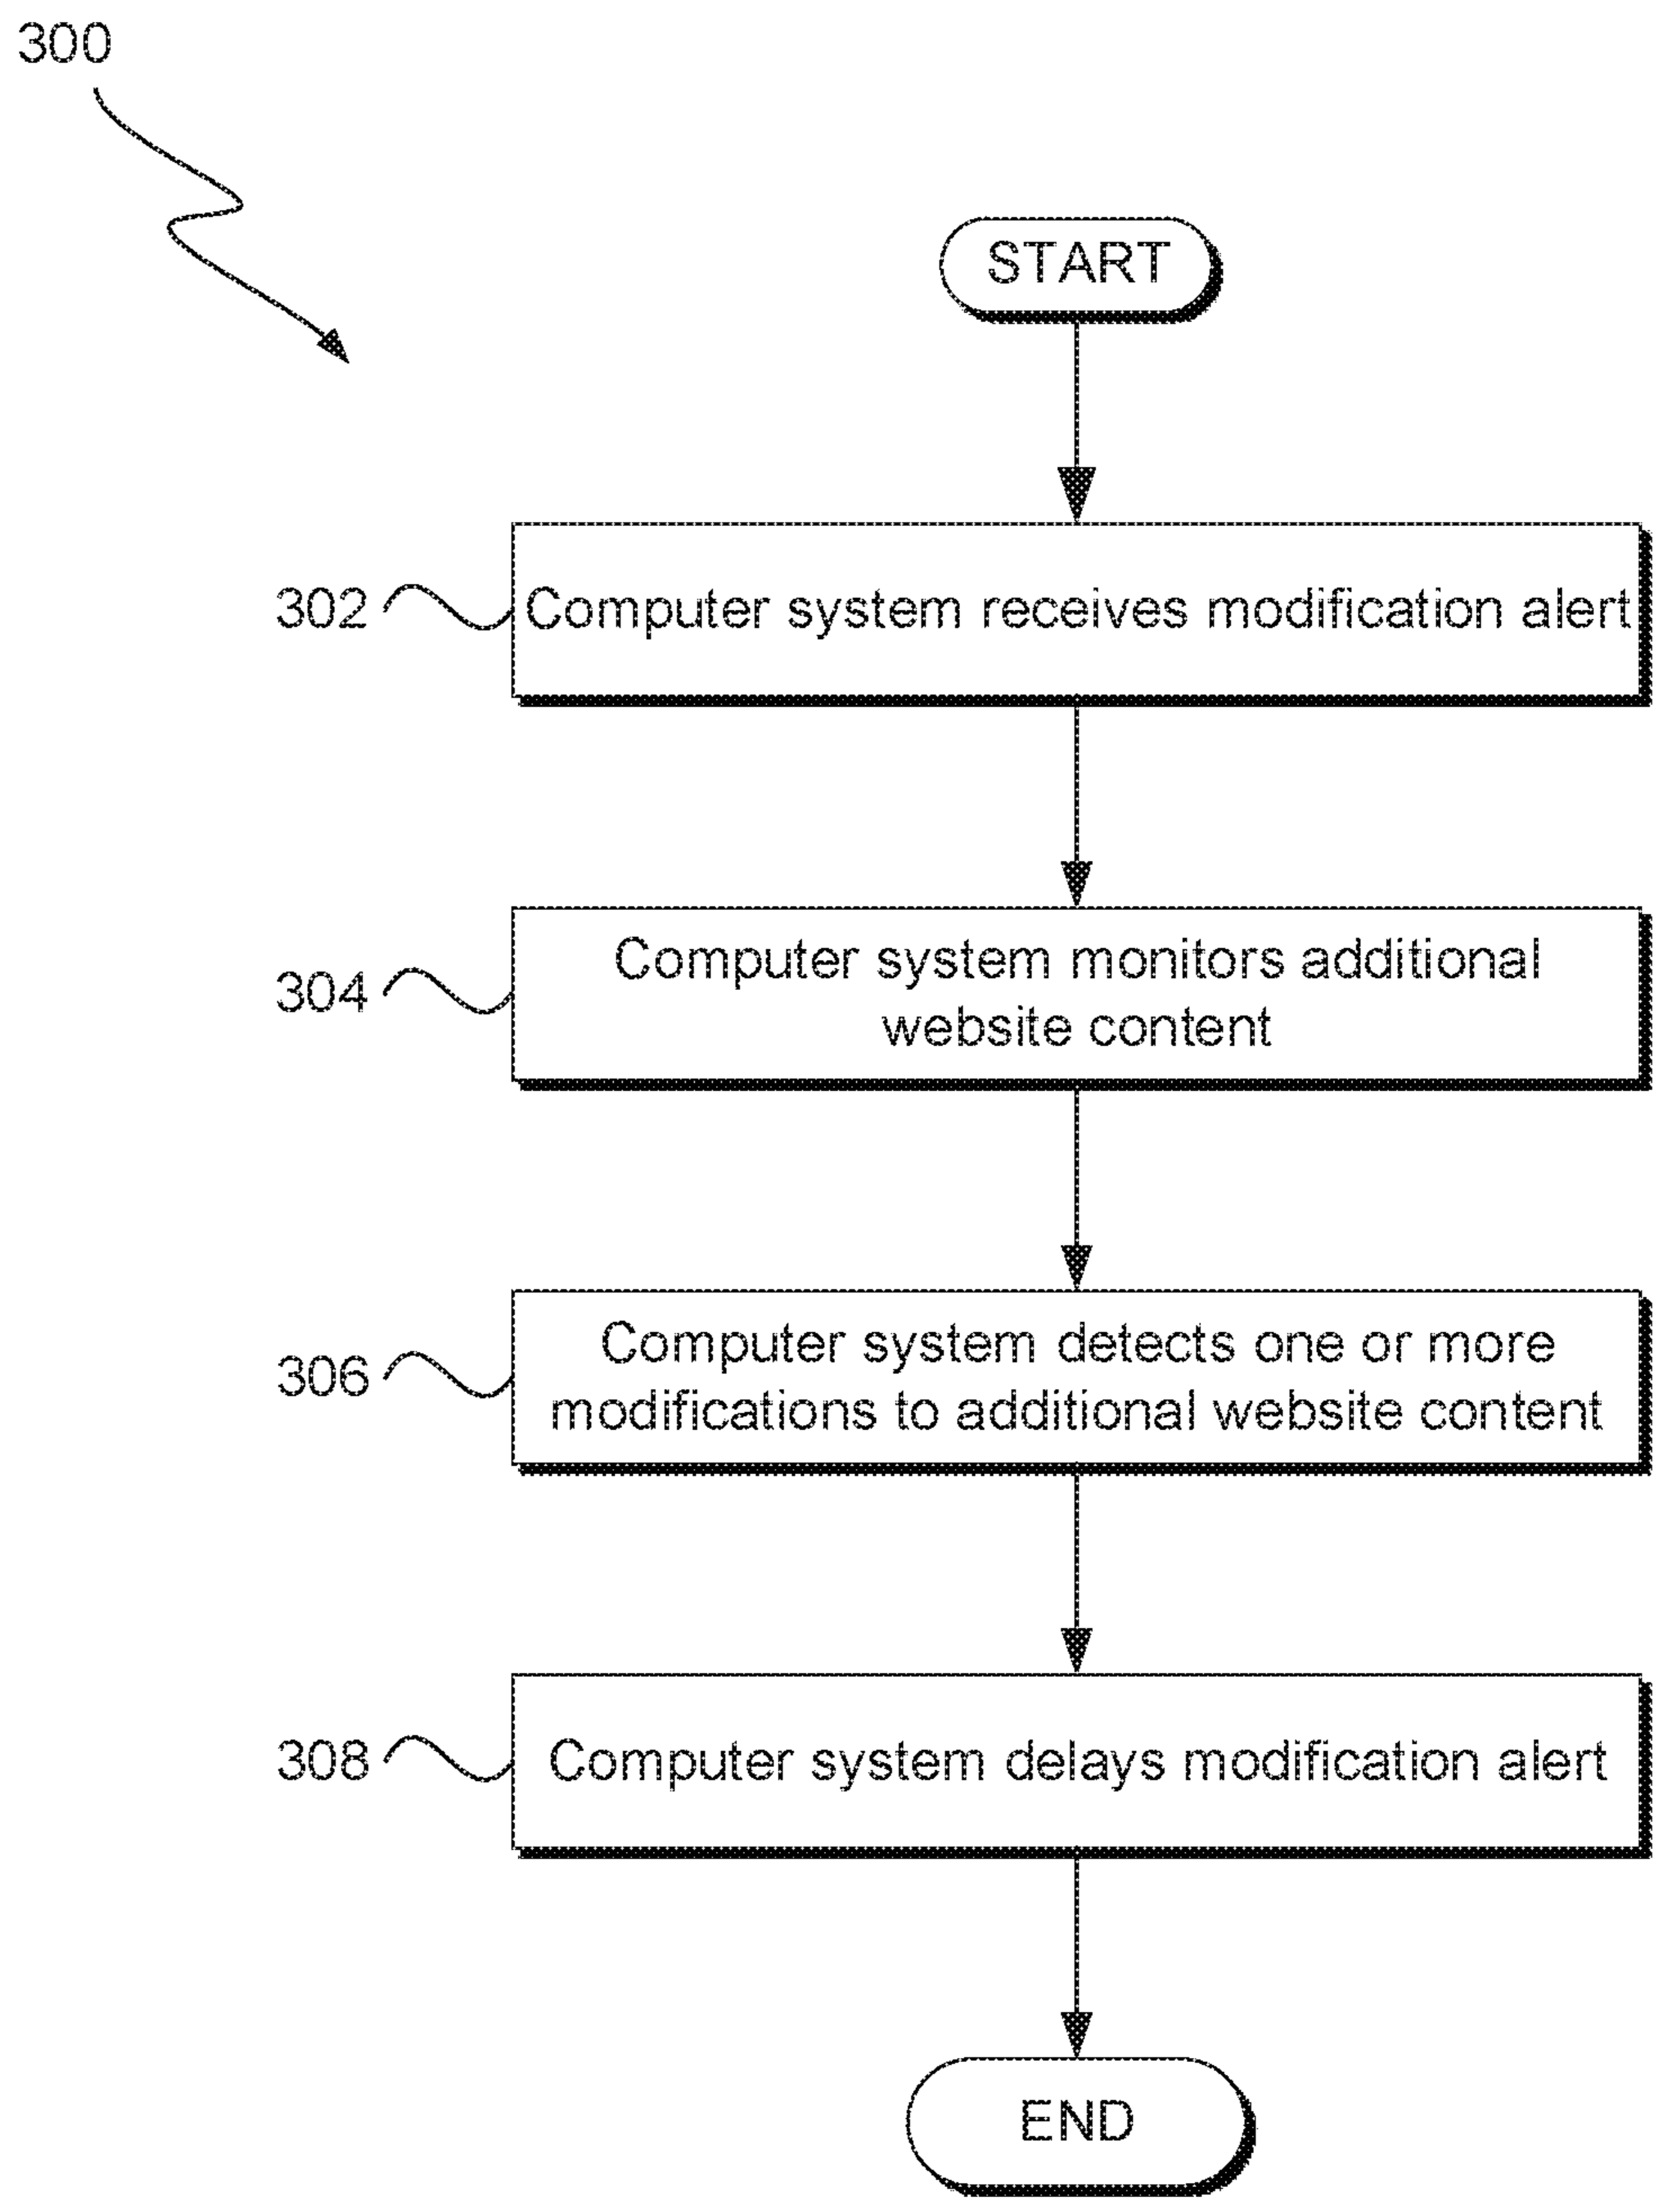 300
START
302
Computer system receives modification alert
304
Computer system monitors additional
website content
306
Computer system detects one or more
modifications to additional website content
308
Computer system delays modification alert
END